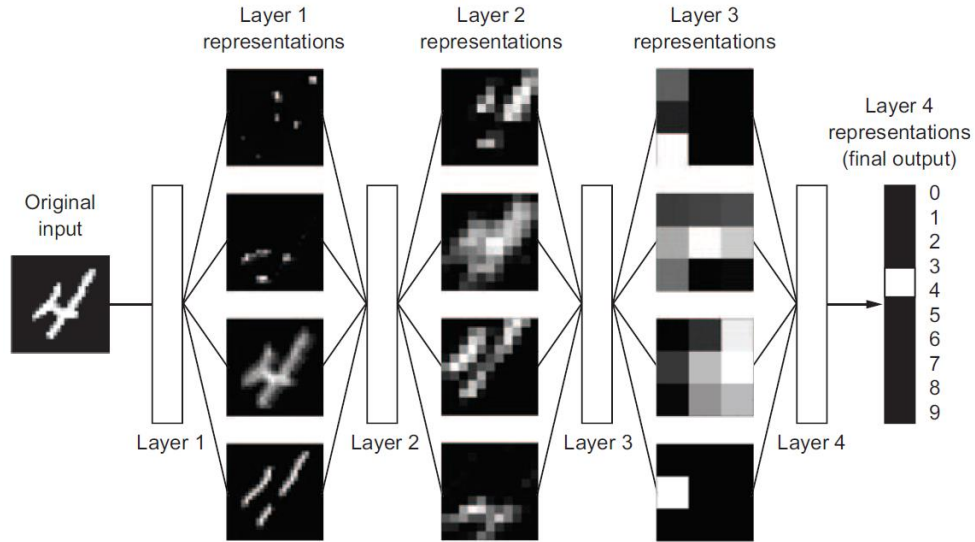 Layer 1
representations
Layer 2
representations
Layer 3
representations
Layer 4
representations
(final output)
Original
input
0
1
2
3
4
5
6
7
8
9
Layer 1
Layer 2
Layer 3
Layer 4